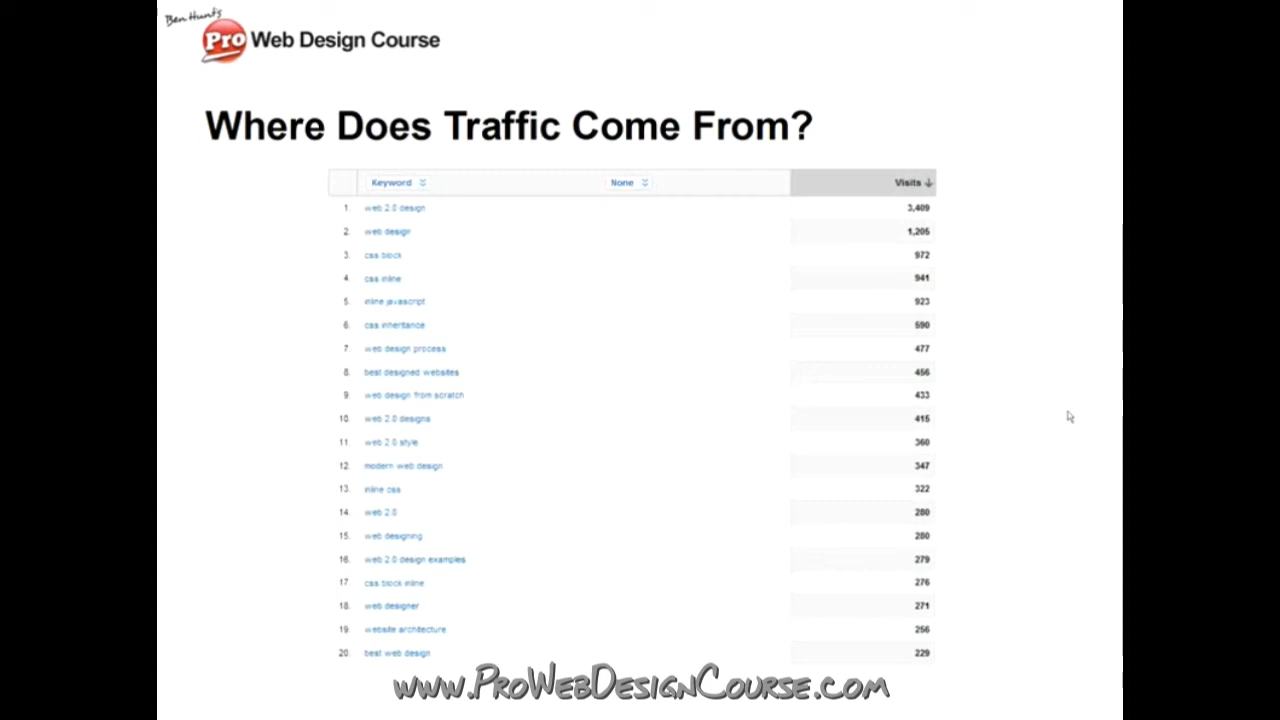 Ben Hunt's
Pro Web Design Course
Where Does Traffic Come From?
Keyword None Visits
1. web 2.0 design 3,409
2. web design 1,205
3. css block 972
4. css inline 941
5. inline javascript 923
6. css inheritance 590
7. web design process 477
8. best designed websites 456
9. web design from scratch 433
10. web 2.0 designs 415
11. web 2.0 style 360
12. modern web design 347
13. inline css 322
14. web 2.0 280
15. web designing 280
16. web 2.0 design examples 279
17. css block inline 276
18. web designer 271
19. website architecture 256
20. best web design 229
www.ProWebDesignCourse.com